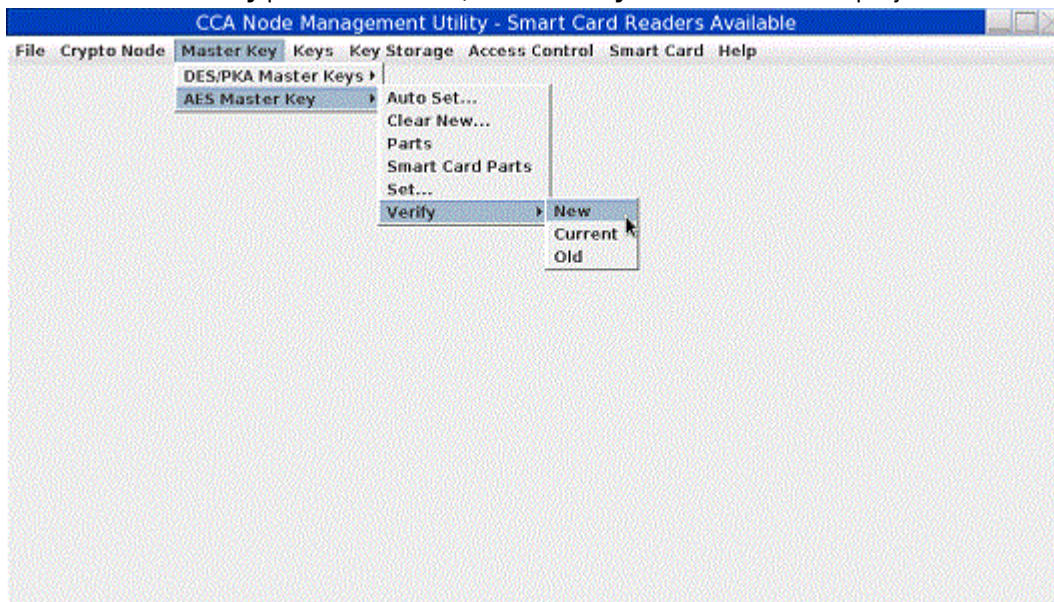 CCA Node Management Utility - Smart Card Readers Available
File Crypto Node Master Key Keys Key Storage Access Control Smart Card Help
DES/PKA Master Keys
AES Master Key
Auto Set...
Clear New...
Parts
Smart Card Parts
Set...
Verify
New
Current
Old